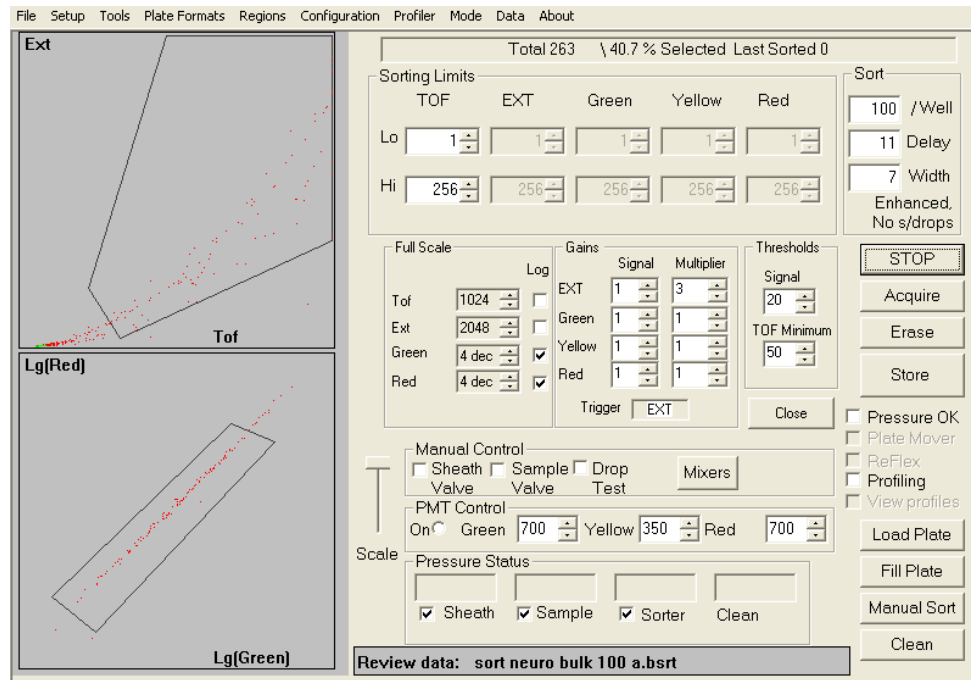 File Setup Tools Plate Formats Regions Configuration Profiler Mode Data About
Ext
Tof
Lg(Red)
Lg(Green)
Total 263 \ 40.7 % Selected Last Sorted 0
Sorting Limits
TOF EXT Green Yellow Red
Lo 1 1 1 1 1
Hi 256 256 256 256 256
Sort
100 /Well
11 Delay
7 Width
Enhanced,
No s/drops
Full Scale
Log
Tof 1024
Ext 2048
Green 4 dec
Red 4 dec
Gains
Signal Multiplier
EXT 1 3
Green 1 1
Yellow 1 1
Red 1 1
Trigger EXT
Thresholds
Signal
20
TOF Minimum
50
Close
STOP
Acquire
Erase
Store
Pressure OK
Plate Mover
ReFlex
Profiling
View profiles
Load Plate
Fill Plate
Manual Sort
Clean
Scale
Manual Control
Sheath Valve
Sample Valve
Drop Test
Mixers
PMT Control
On Green 700 Yellow 350 Red 700
Pressure Status
Sheath Sample Sorter Clean
Review data: sort neuro bulk 100 a.bsrt